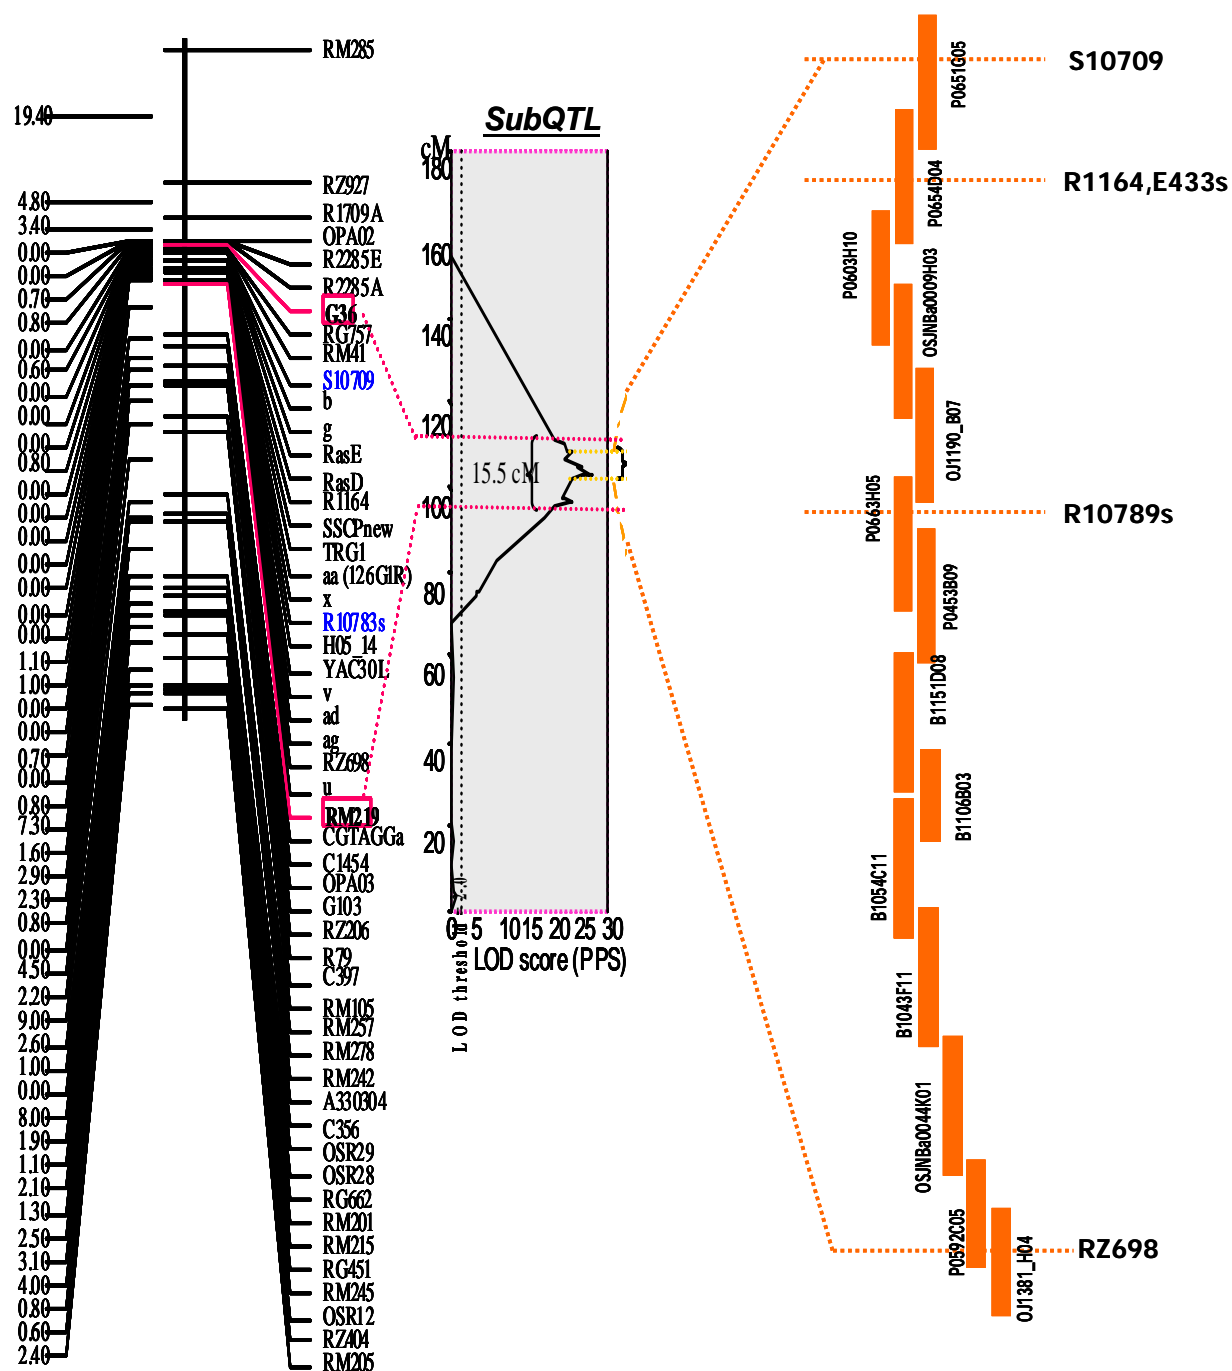 RM285
RZ927
R1709A
OPA02
R2285E
R2285A
G36
RG757
RM41
S10709
b
g
RasE
RasD
R1164
SSCPnew
TRG1
aa (126G1R)
x
R10783s
H05_14
YAC30L
v
ad
ag
RZ698
u
RM219
CGTAGGa
C1454
OPA03
G103
RZ206
R79
C397
RM105
RM257
RM278
RM242
A330304
C356
OSR29
OSR28
RG662
RM201
RM215
RG451
RM245
OSR12
RZ404
RM205
19.40
4.80
3.40
0.00
0.00
0.70
0.80
0.00
0.60
0.00
0.00
0.00
0.80
0.00
0.00
0.00
0.00
0.00
0.00
0.00
1.10
1.00
0.00
0.00
0.70
0.00
0.80
7.30
1.60
2.90
2.30
0.80
0.00
4.50
2.20
9.00
2.60
1.00
0.00
8.00
1.90
1.10
2.10
1.30
2.50
3.10
4.00
0.80
0.60
2.40
SubQTL
cM
180
160
140
120
100
80
60
40
20
15.5 cM
0 5 10 15 20 25 30
LOD score (PPS)
LOD threshold
P0651G05
P0654D04
P0603H10
OSJNBa0009H03
OJ1190_B07
P0663H05
P0453B09
B1151D08
B1106B03
B1054C11
B1043F11
OSJNBa0044K01
P0592C05
OJ1381_H04
S10709
R1164,E433s
R10789s
RZ698